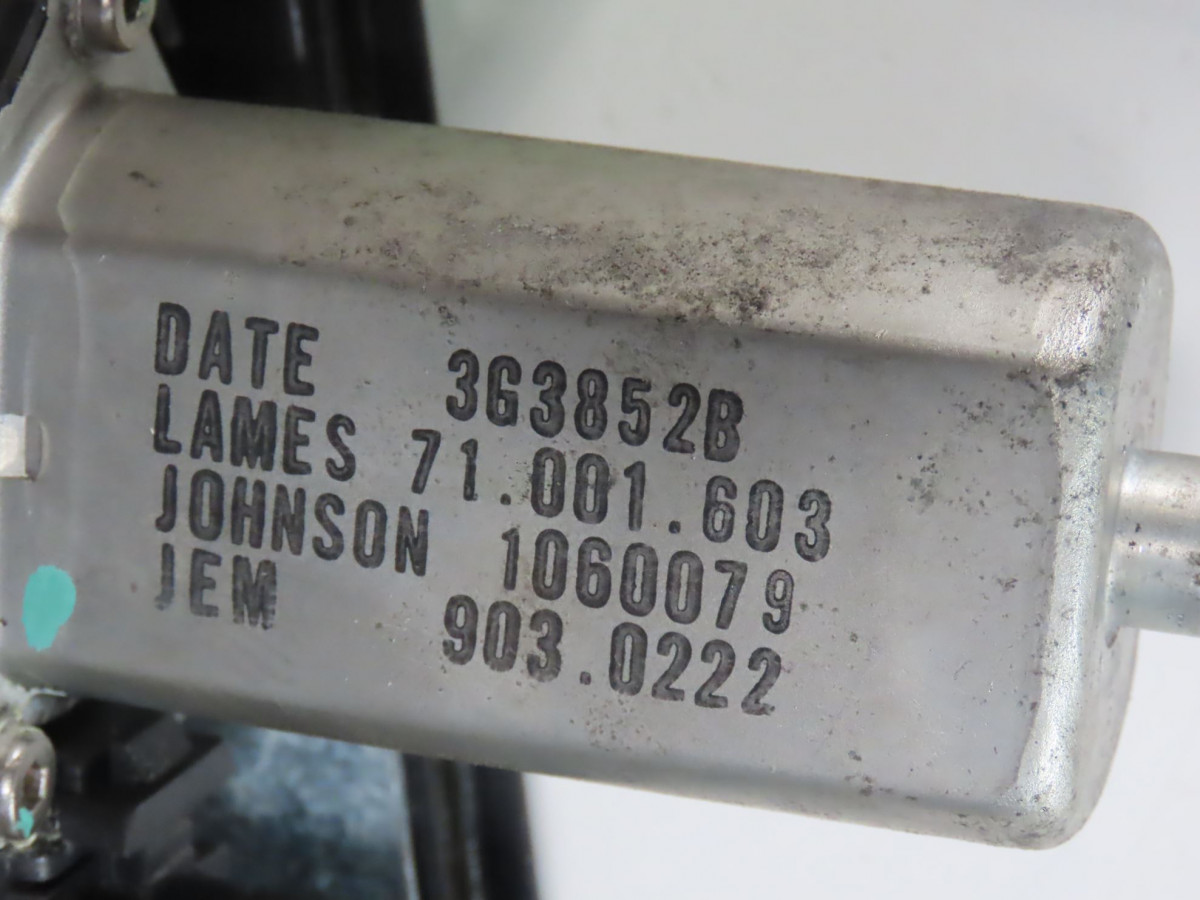 DATE 3G3852B
LAMES 71.001.603
JOHNSON 1060079
JEM 903.0222